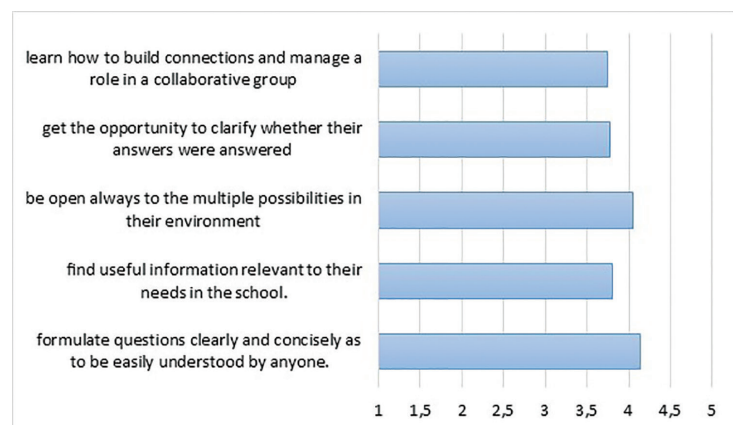 learn how to build connections and manage a
role in a collaborative group
get the opportunity to clarify whether their
answers were answered
be open always to the multiple possibilities in
their environment
find useful information relevant to their
needs in the school.
formulate questions clearly and concisely as
to be easily understood by anyone.
1 1,5 2 2,5 3 3,5 4 4,5 5